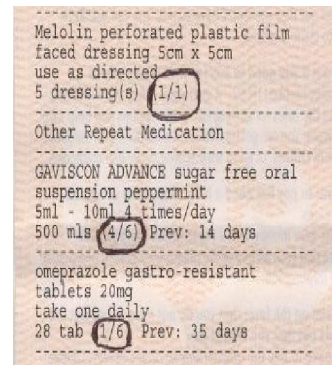 Melolin perforated plastic film
faced dressing 5cm x 5cm
use as directed
5 dressing(s) (1/1)
Other Repeat Medication
GAVISCON ADVANCE sugar free oral
suspension peppermint
5ml - 10ml 4 times/day
500 mls (4/6) Prev: 14 days
omeprazole gastro-resistant
tablets 20mg
take one daily
28 tab (1/6) Prev: 35 days